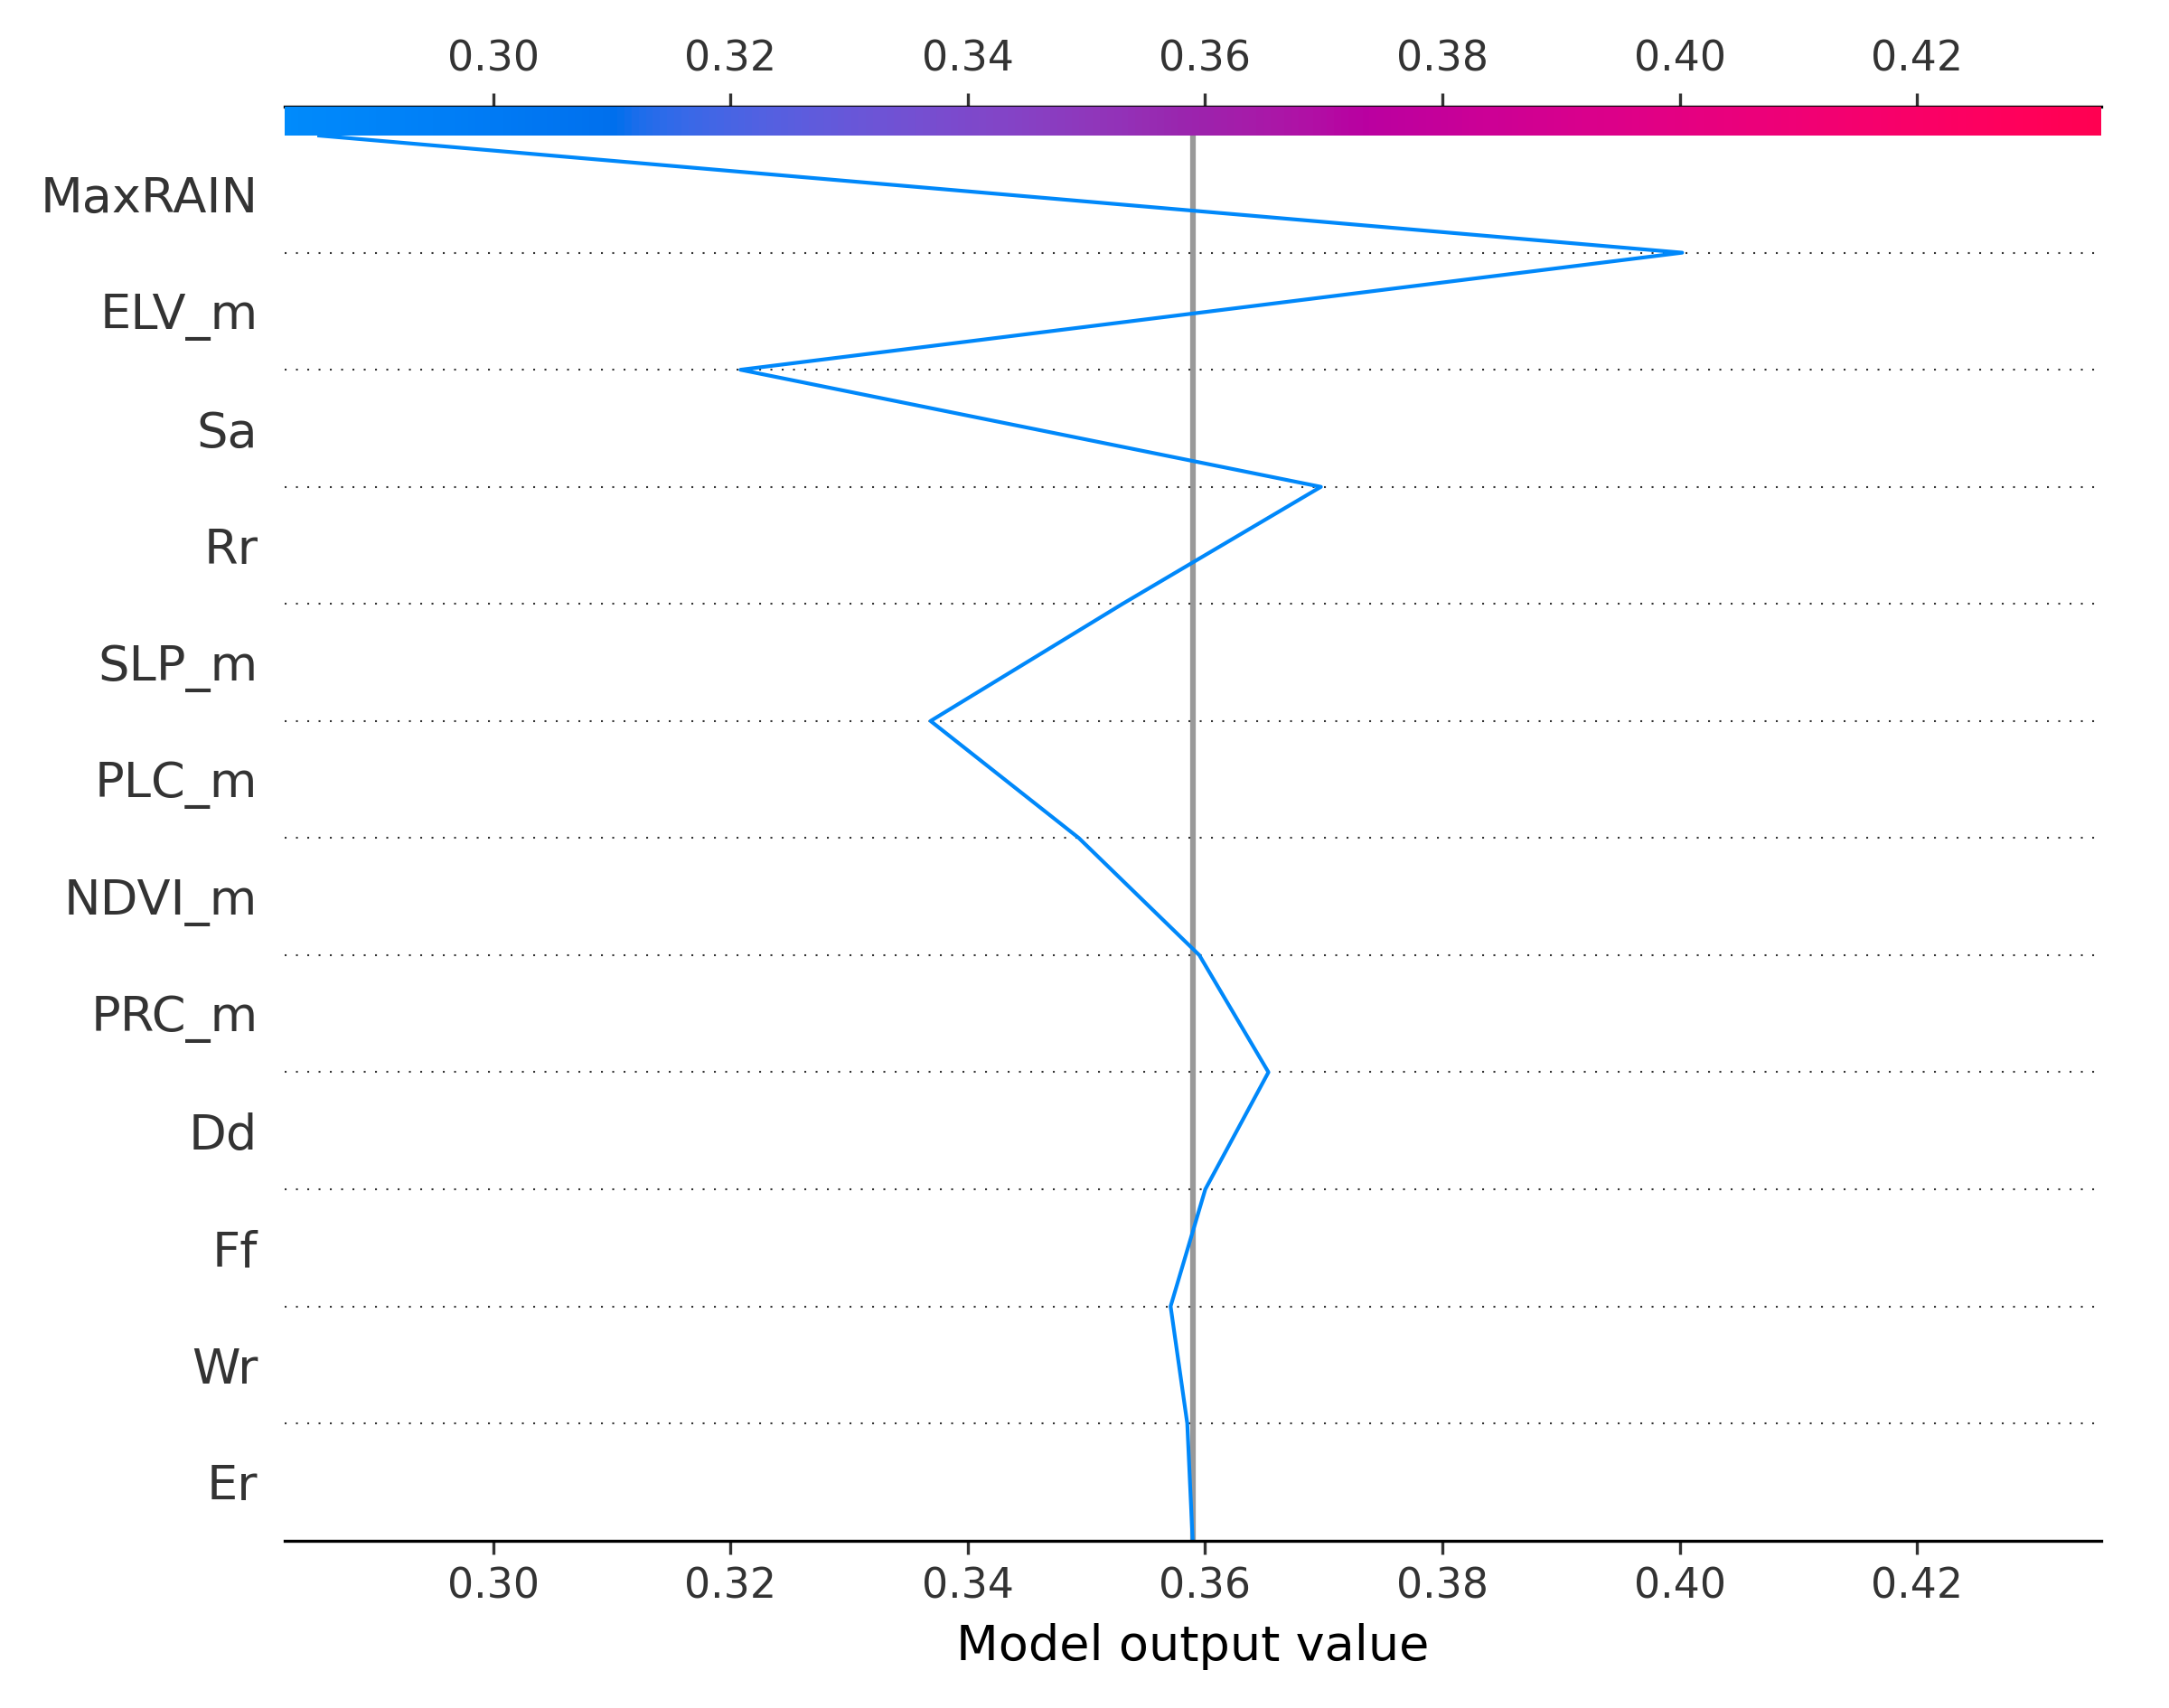 0.30 0.32 0.34 0.36 0.38 0.40 0.42
MaxRAIN
ELV_m
Sa
Rr
SLP_m
PLC_m
NDVI_m
PRC_m
Dd
Ff
Wr
Er
0.30 0.32 0.34 0.36 0.38 0.40 0.42
Model output value